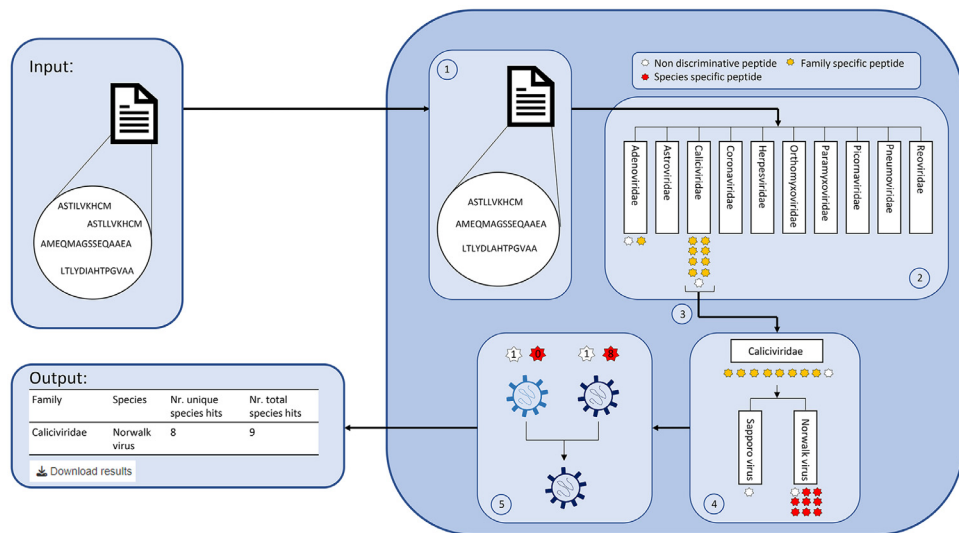 Input:
ASTILVKHCM
ASTLLVKHCM
AMEQMAGSSEQAAEA
LTLYDIAHTPGVAA
1
ASTLLVKHCM
AMEQMAGSSEQAAEA
LTLYDLAHTPGVAA
Non discriminative peptide
Family specific peptide
Species specific peptide
Adenoviridae
Astroviridae
Caliciviridae
Coronaviridae
Herpesviridae
Orthomyxoviridae
Paramyxoviridae
Picornaviridae
Pneumoviridae
Reoviridae
2
3
Caliciviridae
Sapporo virus
Norwalk virus
4
1 0 1 8
5
Output:
Family Species Nr. unique Nr. total
species hits species hits
Caliciviridae Norwalk 8 9
virus
Download results